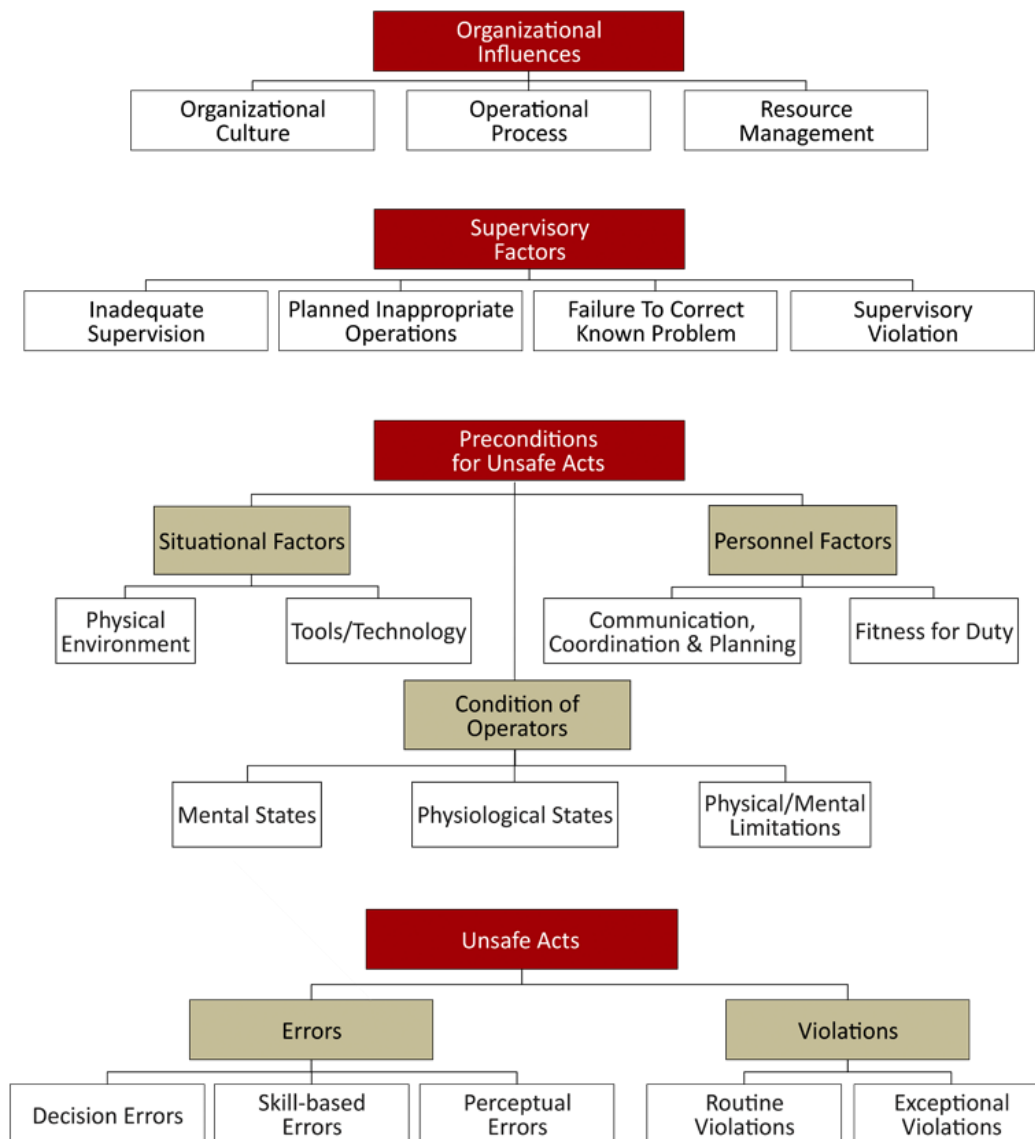 Organizational
Influences
Organizational
Culture
Operational
Process
Resource
Management
Supervisory
Factors
Inadequate
Supervision
Planned Inappropriate
Operations
Failure To Correct
Known Problem
Supervisory
Violation
Preconditions
for Unsafe Acts
Situational Factors
Personnel Factors
Physical
Environment
Tools/Technology
Communication,
Coordination & Planning
Fitness for Duty
Condition of
Operators
Mental States
Physiological States
Physical/Mental
Limitations
Unsafe Acts
Errors
Violations
Decision Errors
Skill-based
Errors
Perceptual
Errors
Routine
Violations
Exceptional
Violations